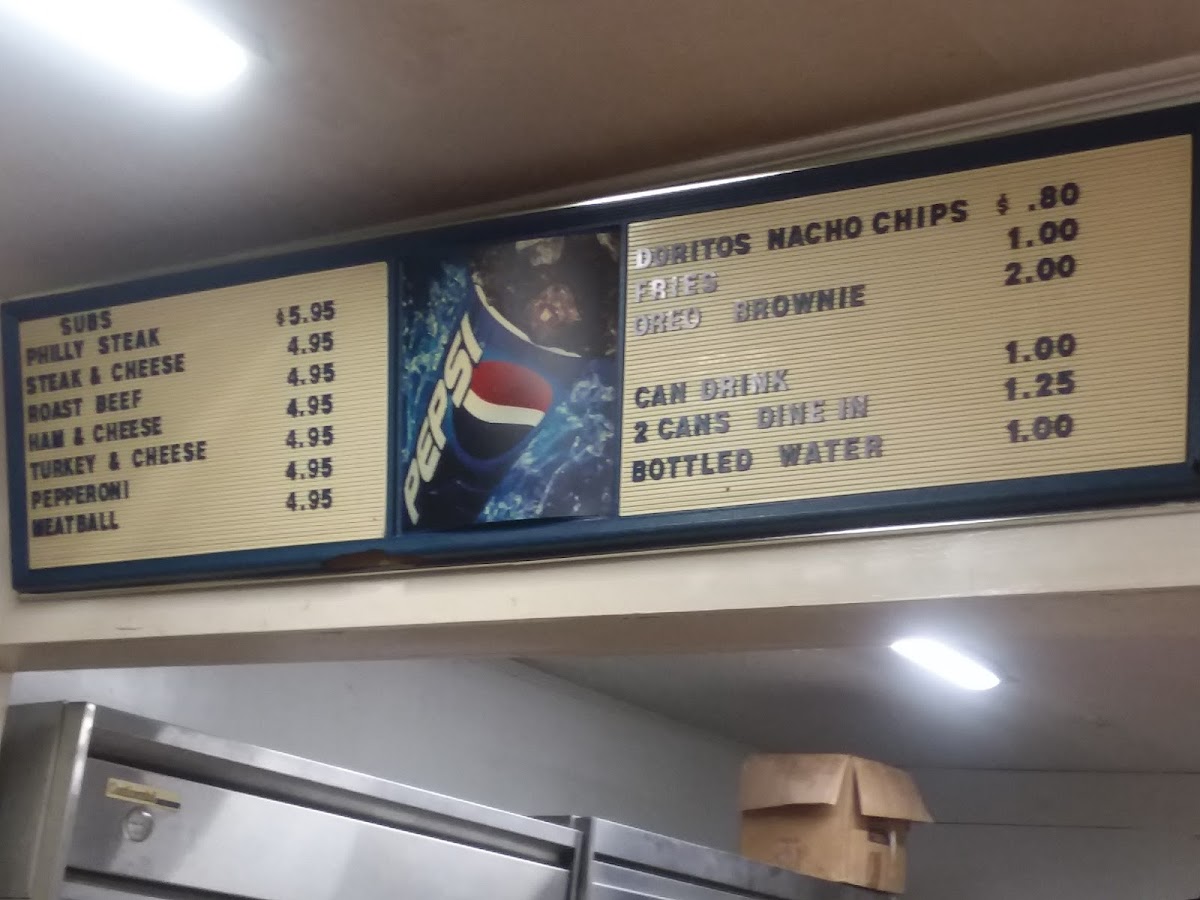 SUBS
PHILLY STEAK $5.95
STEAK & CHEESE 4.95
ROAST BEEF 4.95
HAM & CHEESE 4.95
TURKEY & CHEESE 4.95
PEPPERONI 4.95
MEATBALL 4.95
PEPSI
DORITOS NACHO CHIPS $ .80
FRIES 1.00
OREO BROWNIE 2.00
CAN DRINK 1.00
2 CANS DINE IN 1.25
BOTTLED WATER 1.00